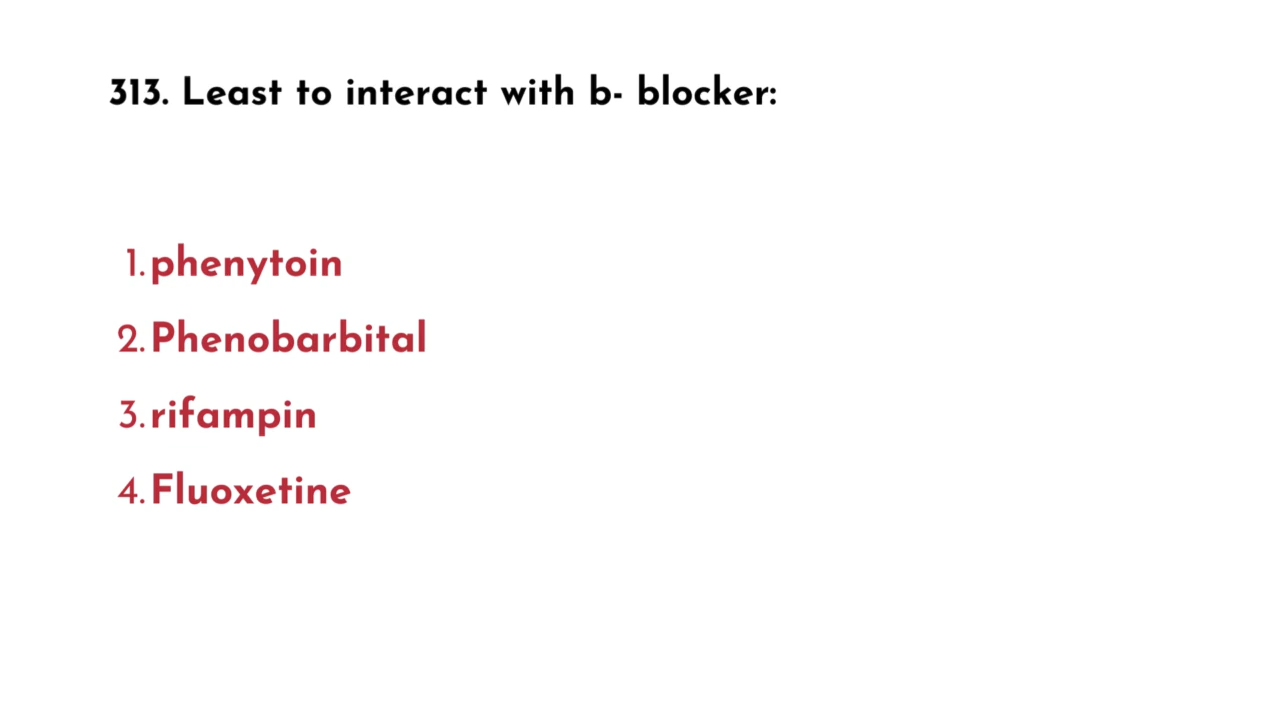 313. Least to interact with b- blocker:
1. phenytoin
2. Phenobarbital
3. rifampin
4. Fluoxetine